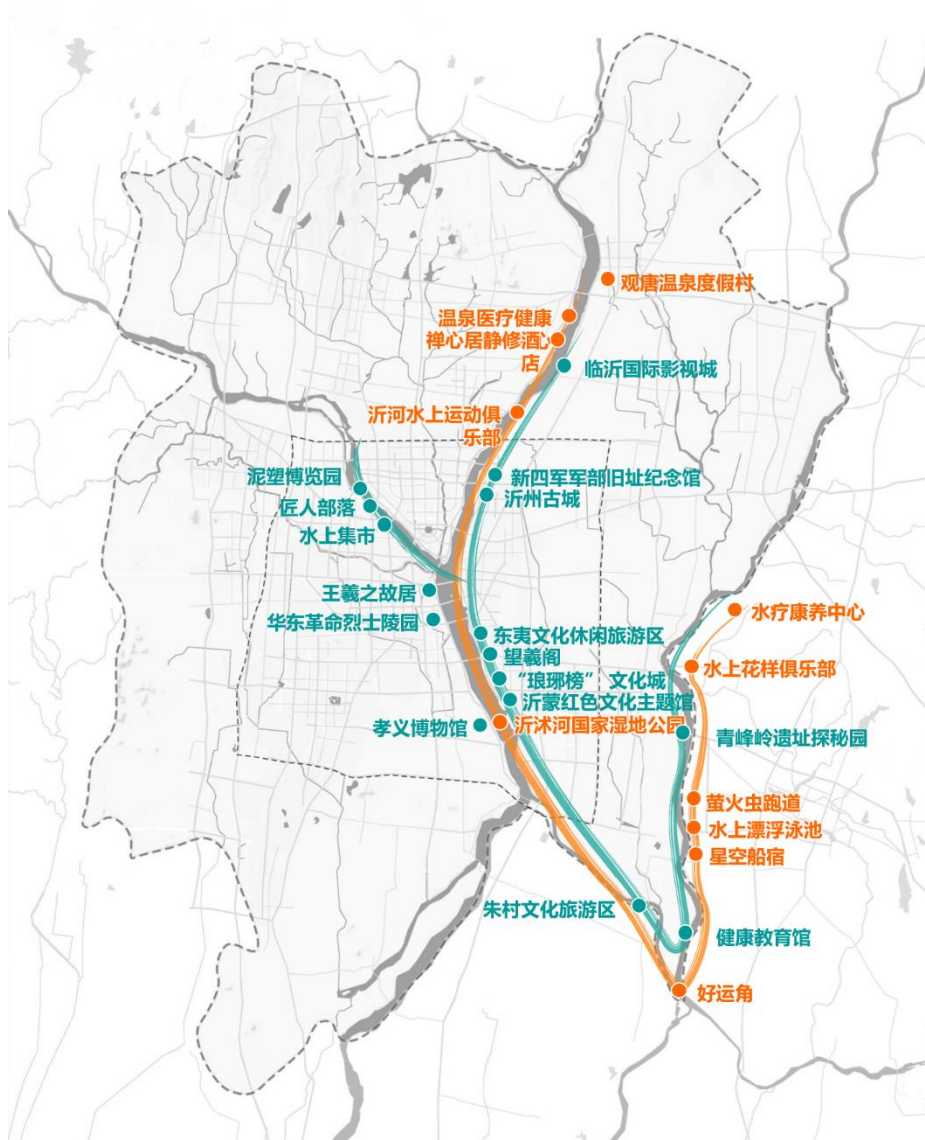 观唐温泉度假村
温泉医疗健康
禅心居静修酒心
店
临沂国际影视城
沂河水上运动俱
乐部
泥塑博览园
新四军军部旧址纪念馆
匠人部落
沂州古城
水上集市
王羲之故居
华东革命烈士陵园
水疗康养中心
东夷文化休闲旅游区
望羲阁
水上花样俱乐部
“琅琊榜” 文化城
沂蒙红色文化主题馆
孝义博物馆
沂沭河国家湿地公园
青峰岭遗址探秘园
萤火虫跑道
水上漂浮泳池
星空船宿
朱村文化旅游区
健康教育馆
好运角